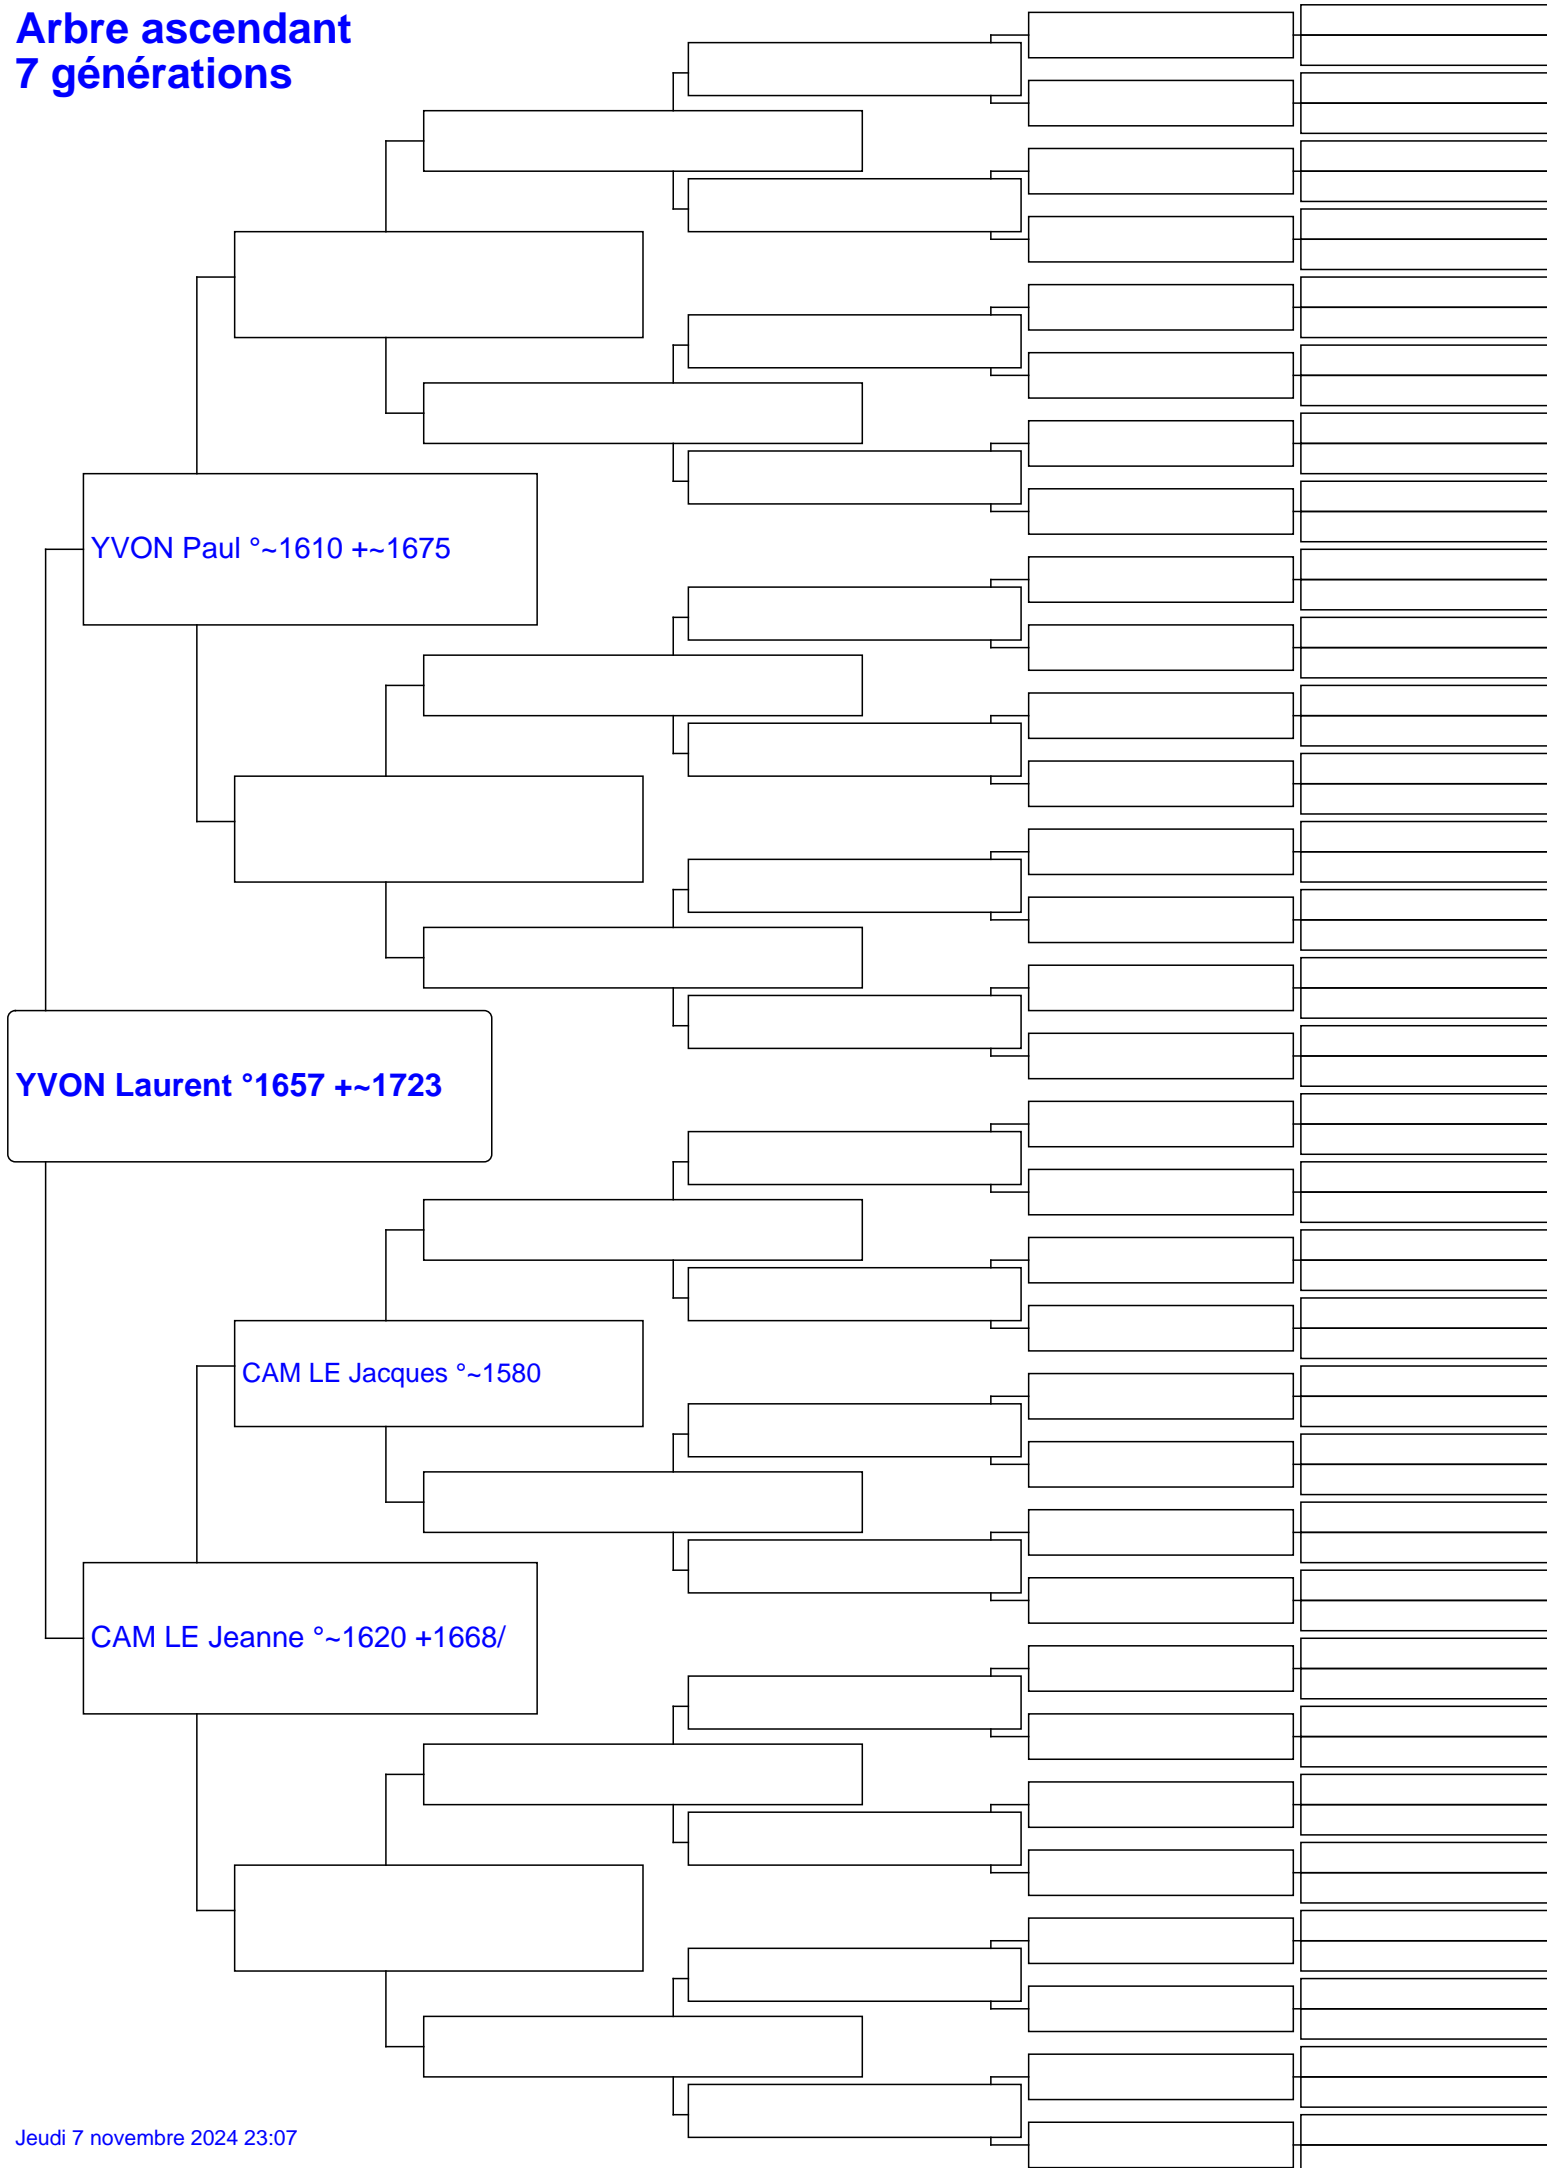 Arbre ascendant
7 générations
YVON Paul °~1610 +~1675
YVON Laurent °1657 +~1723
CAM LE Jacques °~1580
CAM LE Jeanne °~1620 +1668/
Jeudi 7 novembre 2024 23:07